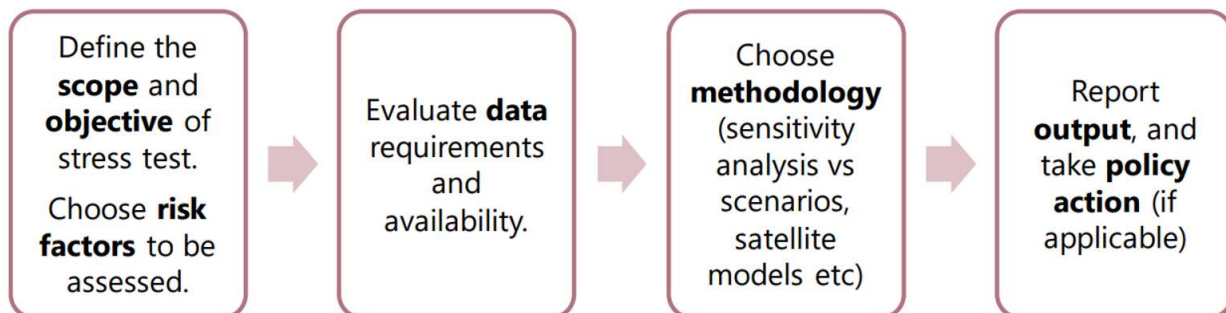 Define the
scope and
objective of
stress test.
Choose risk
factors to be
assessed.
Evaluate data
requirements
and
availability.
Choose
methodology
(sensitivity
analysis vs
scenarios,
satellite
models etc)
Report
output, and
take policy
action (if
applicable)